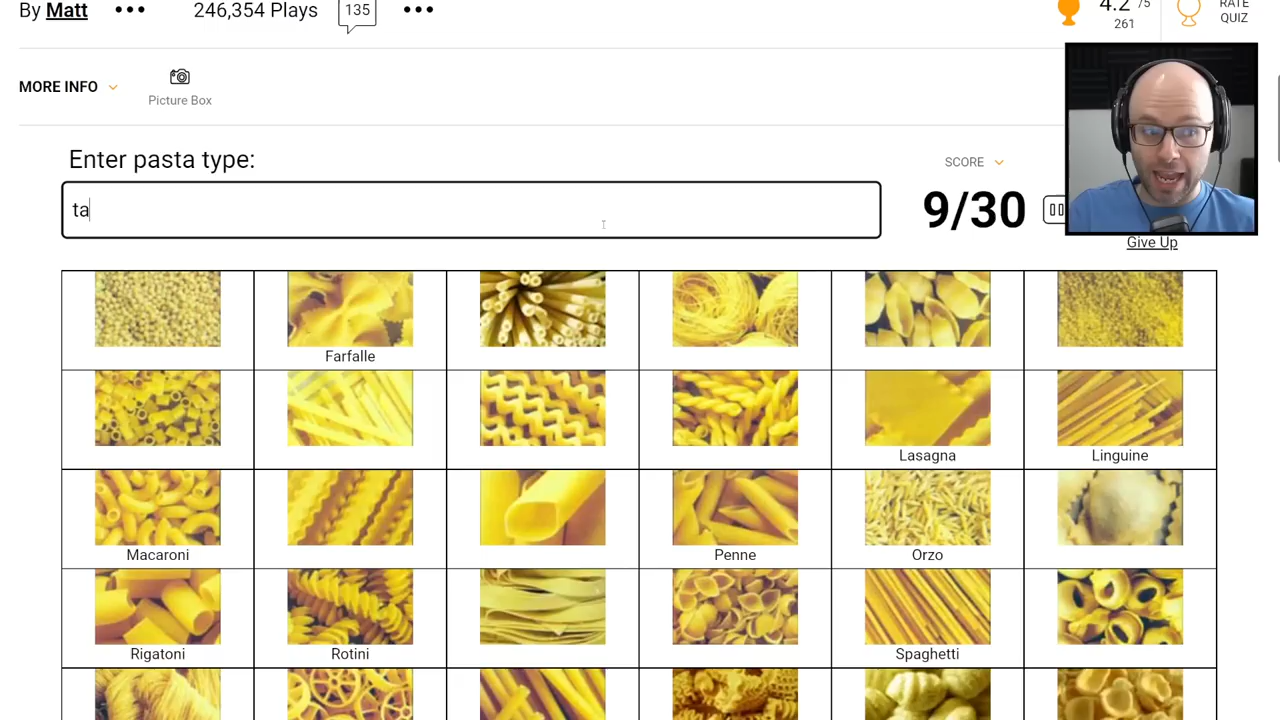 By Matt ••• 246,354 Plays 135 •••
4.2 /5
261
RATE
QUIZ
MORE INFO
Picture Box
Enter pasta type:
ta
SCORE
9/30
Give Up
Farfalle
Lasagna Linguine
Macaroni Penne Orzo
Rigatoni Rotini Spaghetti